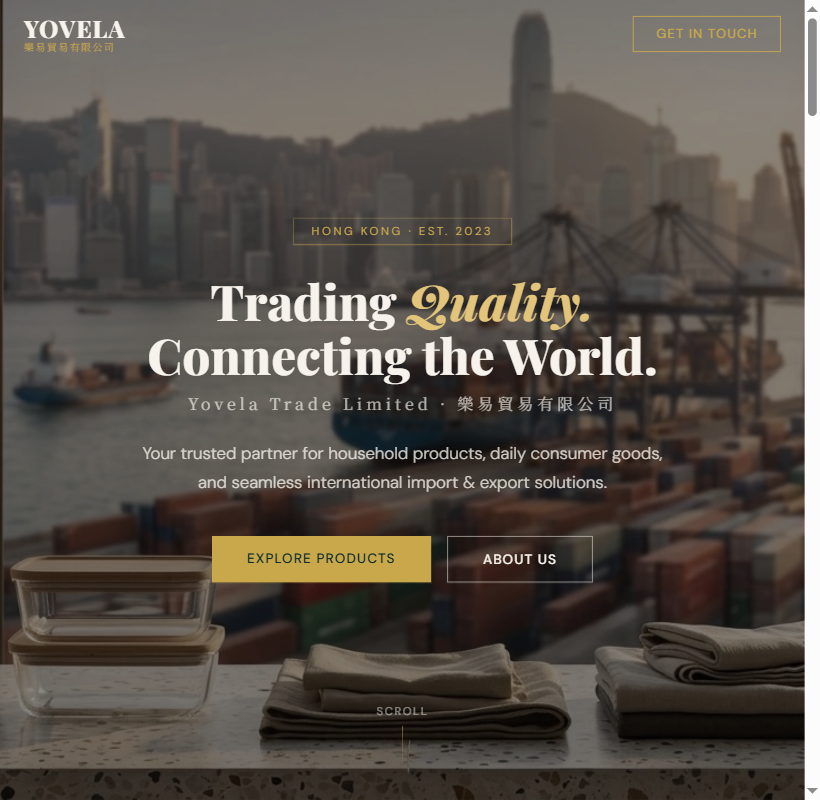 YOVELA
樂易貿易有限公司
GET IN TOUCH
HONG KONG · EST. 2023
Trading Quality.
Connecting the World.
Yovela Trade Limited · 樂易貿易有限公司
Your trusted partner for household products, daily consumer goods,
and seamless international import & export solutions.
EXPLORE PRODUCTS
ABOUT US
SCROLL